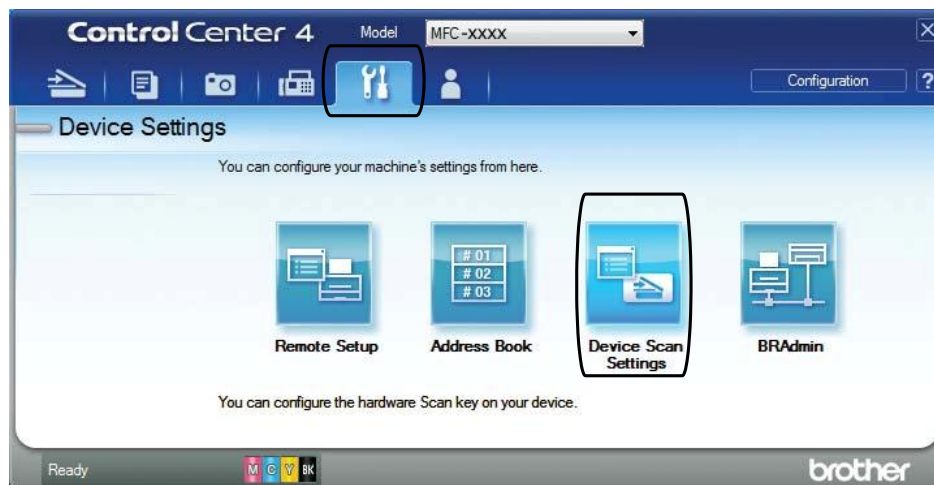 Control Center 4
Model
MFC-XXXX
Configuration
?
Device Settings
You can configure your machine's settings from here.
# 01
# 02
# 03
Remote Setup
Address Book
Device Scan
Settings
BRAdmin
You can configure the hardware Scan key on your device.
Ready
M C Y BK
brother